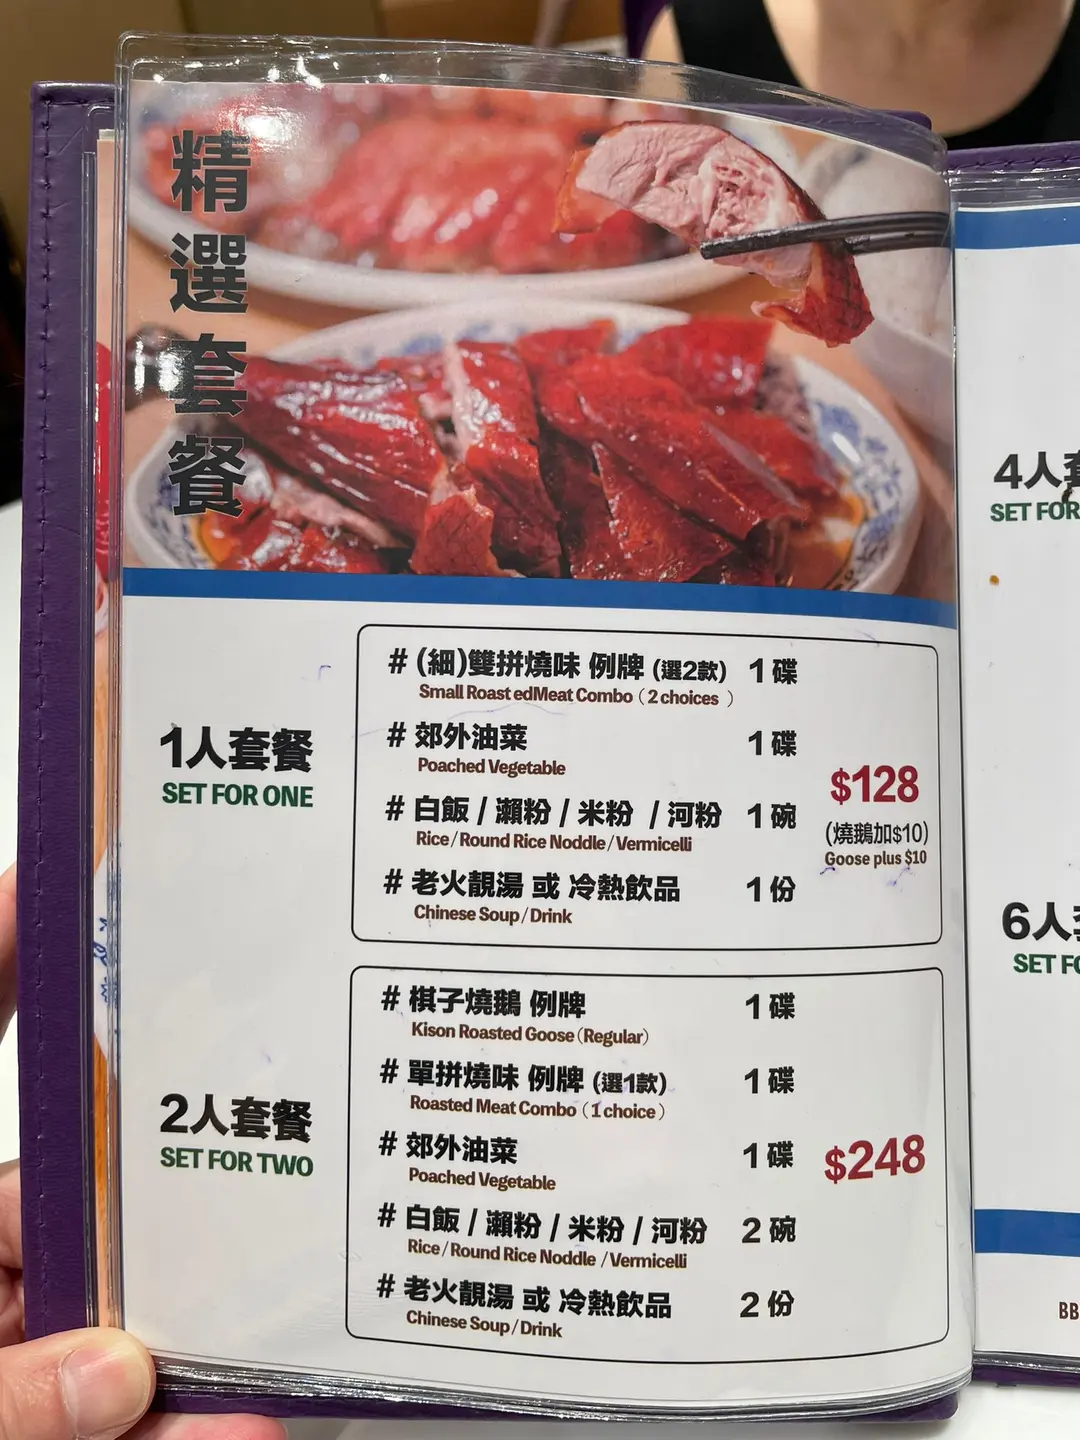 精選套餐
1人套餐
SET FOR ONE
# (細)雙拼燒味 例牌 (選2款) 1 碟
Small Roast edMeat Combo ( 2 choices )
# 郊外油菜 1 碟
Poached Vegetable
# 白飯 / 瀨粉 / 米粉 / 河粉 1 碗
Rice / Round Rice Noddle / Vermicelli
# 老火靚湯 或 冷熱飲品 1 份
Chinese Soup / Drink
$128
(燒鵝加$10)
Goose plus $10
2人套餐
SET FOR TWO
# 棋子燒鵝 例牌 1 碟
Kison Roasted Goose (Regular)
# 單拼燒味 例牌 (選1款) 1 碟
Roasted Meat Combo ( 1 choice )
# 郊外油菜 1 碟
Poached Vegetable
# 白飯 / 瀨粉 / 米粉 / 河粉 2 碗
Rice / Round Rice Noddle / Vermicelli
# 老火靚湯 或 冷熱飲品 2 份
Chinese Soup / Drink
$248
4人
SET FOR
6人
SET
BB